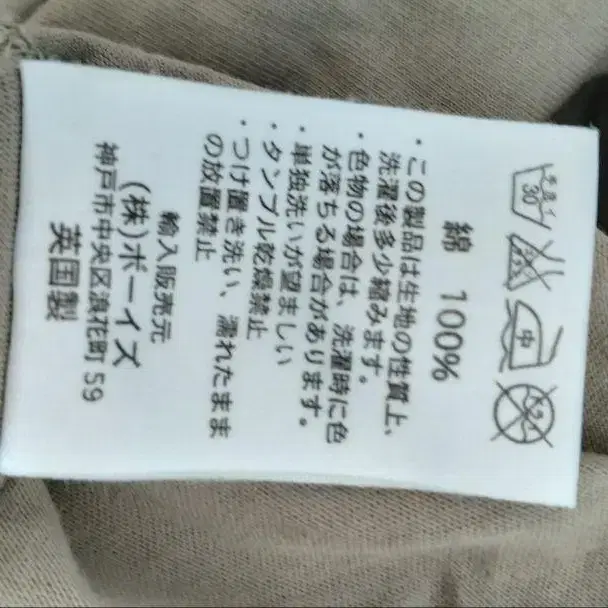 30 中
綿 100%
・この製品は生地の性質上、
洗濯後多少縮みます。
・色物の場合は、洗濯時に色
が落ちる場合があります。
・単独洗いが望ましい
・タンブル乾燥禁止
・つけ置き洗い、濡れたまま
の放置禁止
輸入販売元
(株)ボーイズ
神戸市中央区浪花町59
英国製